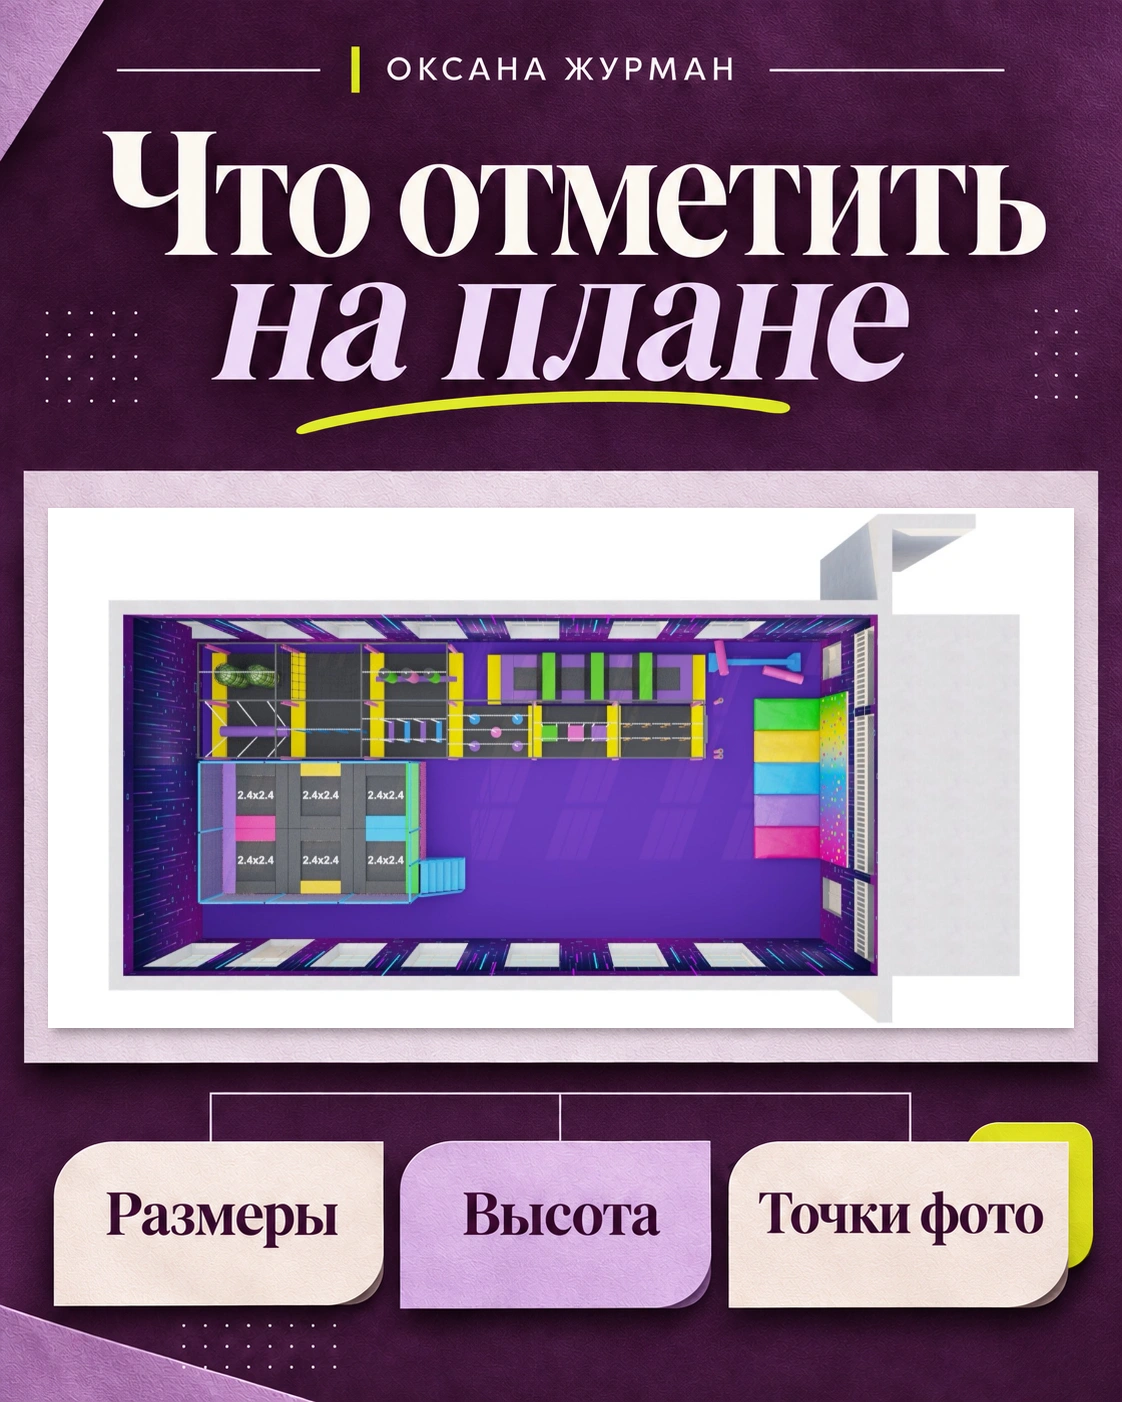 ОКСАНА ЖУРМАН
Что отметить
на плане
2.4x2.4 2.4x2.4 2.4x2.4
2.4x2.4 2.4x2.4 2.4x2.4
Размеры Высота Точки фото